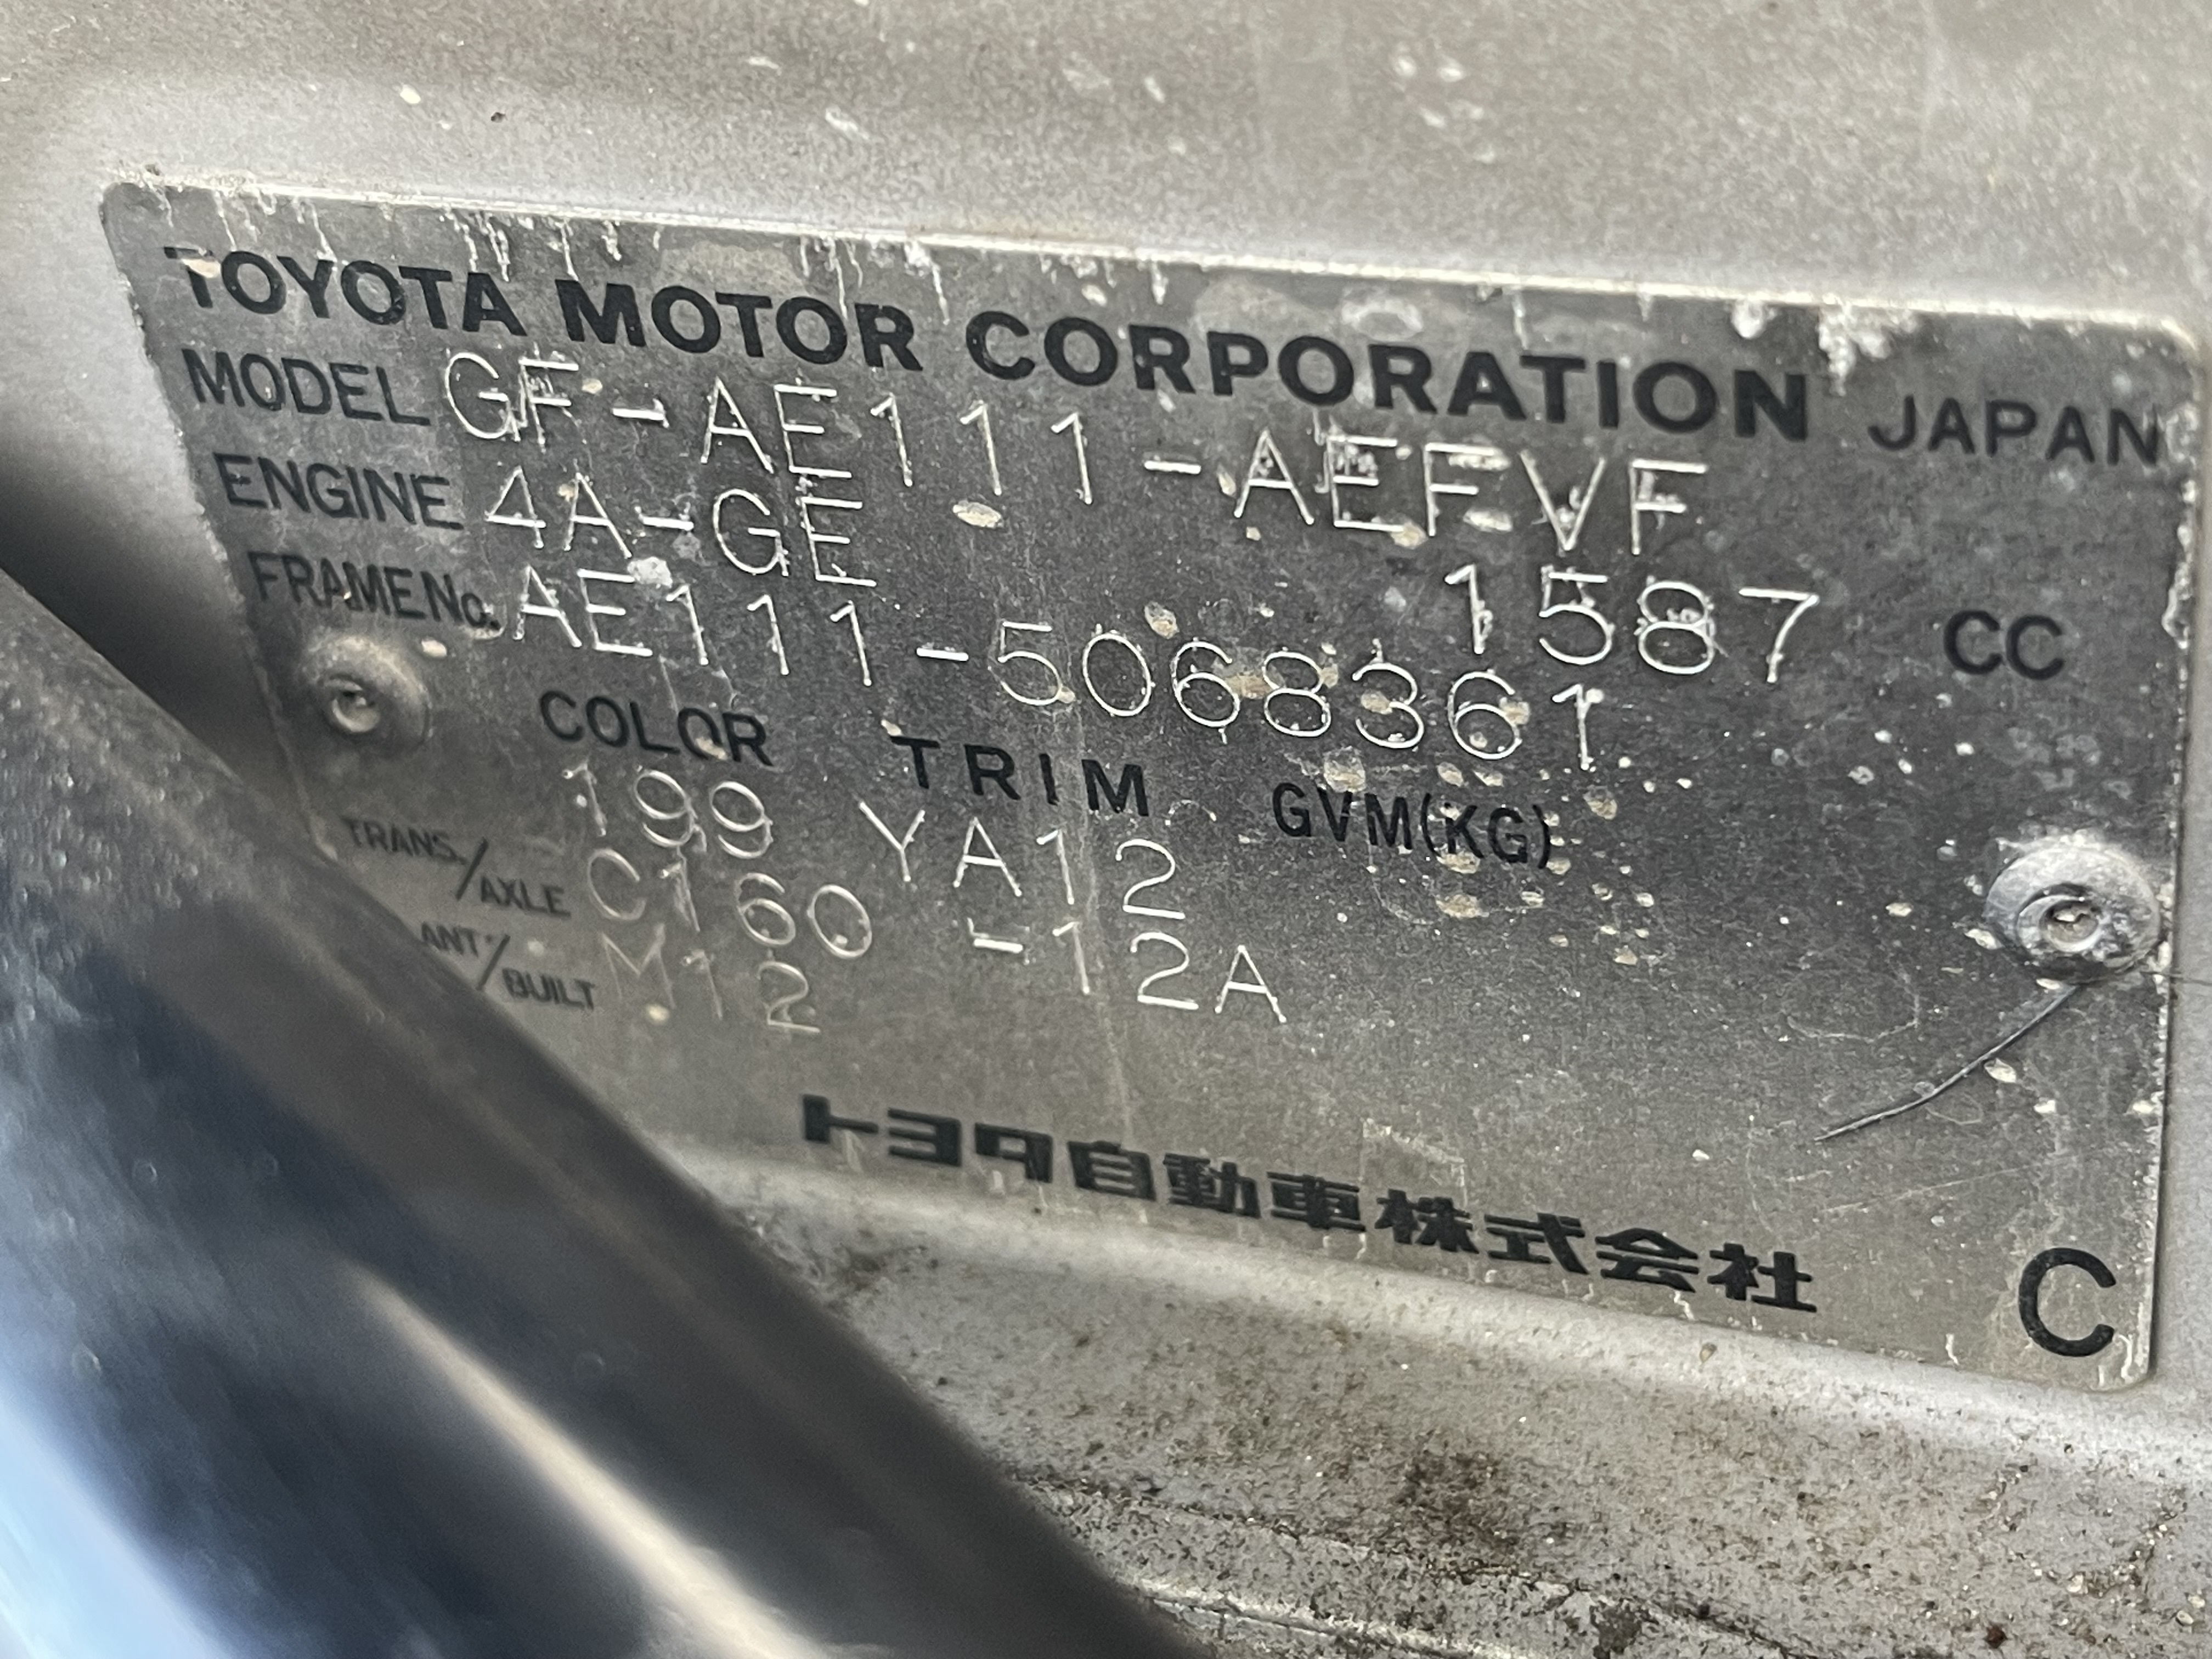 TOYOTA MOTOR CORPORATION JAPAN
MODEL GF-AE111-AEFVF
ENGINE 4A-GE 1587 CC
FRAME No. AE111-5068361
COLOR TRIM GVM(KG)
199 YA12
TRANS./AXLE C160 -12A
ANT./BUILT M12
トヨタ自動車株式会社 C